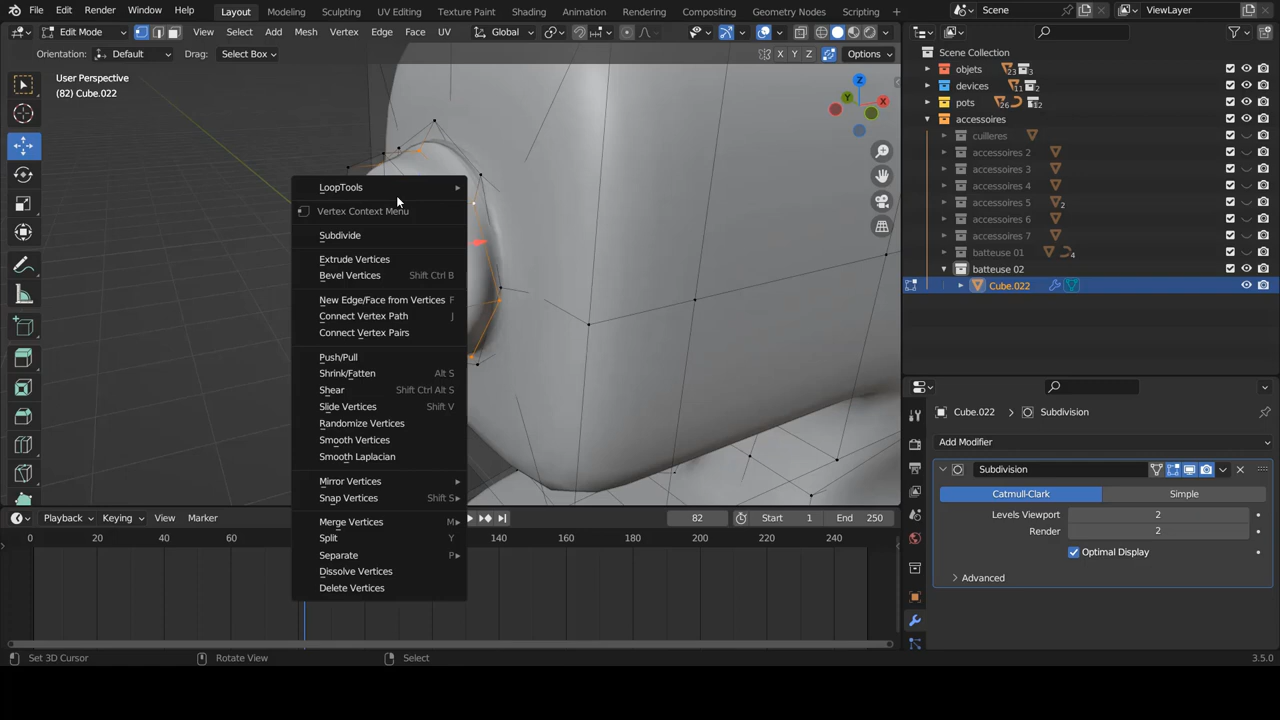 File Edit Render Window Help Layout Modeling Sculpting UV Editing Texture Paint Shading Animation Rendering Compositing Geometry Nodes Scripting Scene ViewLayer
Edit Mode View Select Add Mesh Vertex Edge Face UV Global
Orientation: Default Drag: Select Box X Y Z Options
User Perspective
(82) Cube.022
Z
Y
X
LoopTools
Vertex Context Menu
Subdivide
Extrude Vertices
Bevel Vertices Shift Ctrl B
New Edge/Face from Vertices F
Connect Vertex Path J
Connect Vertex Pairs
Push/Pull
Shrink/Fatten Alt S
Shear Shift Ctrl Alt S
Slide Vertices Shift V
Randomize Vertices
Smooth Vertices
Smooth Laplacian
Mirror Vertices
Snap Vertices Shift S
Merge Vertices M
Split Y
Separate P
Dissolve Vertices
Delete Vertices
Scene Collection
objets 23 3
devices 11 2
pots 26 12
accessoires
cuilleres
accessoires 2
accessoires 3
accessoires 4
accessoires 5 2
accessoires 6
accessoires 7
batteuse 01 4
batteuse 02
Cube.022
Cube.022 Subdivision
Add Modifier
Subdivision
Catmull-Clark Simple
Levels Viewport 2
Render 2
Optimal Display
Advanced
Playback Keying View Marker 82 Start 1 End 250
0 20 40 60 140 160 180 200 220 240
Set 3D Cursor Rotate View Select 3.5.0